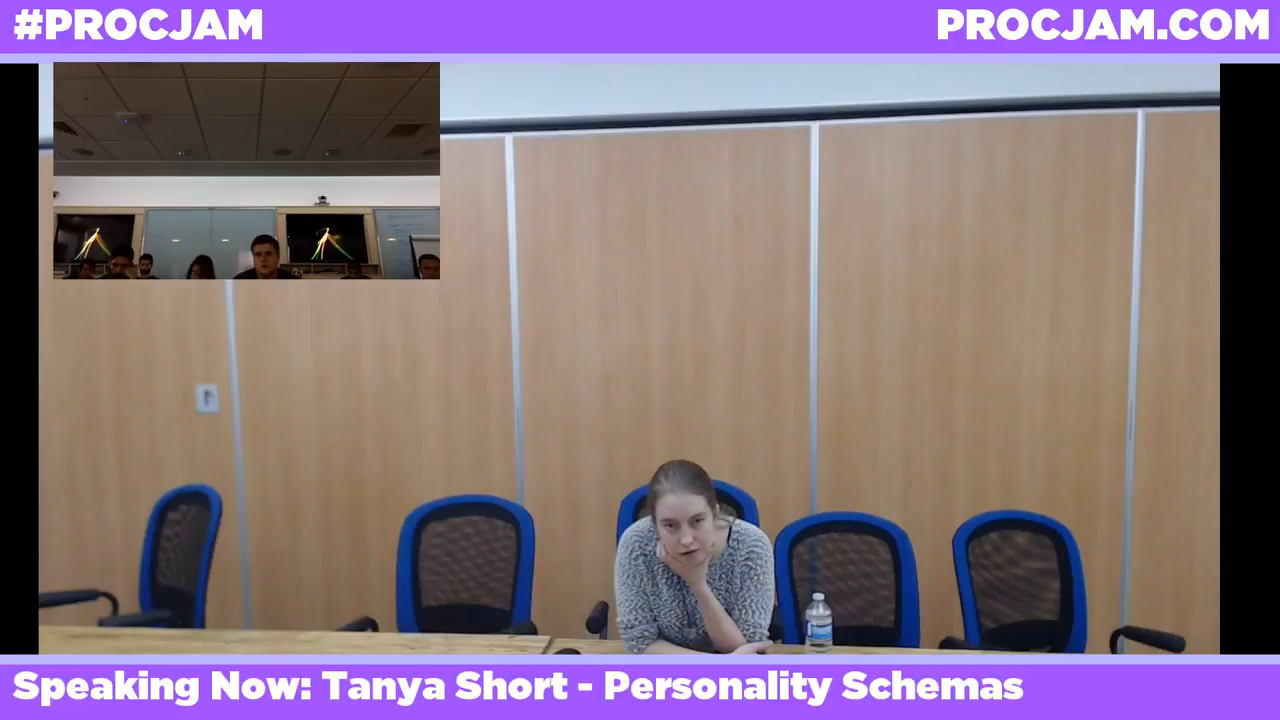 #PROCJAM
PROCJAM.COM
Speaking Now: Tanya Short - Personality Schemas